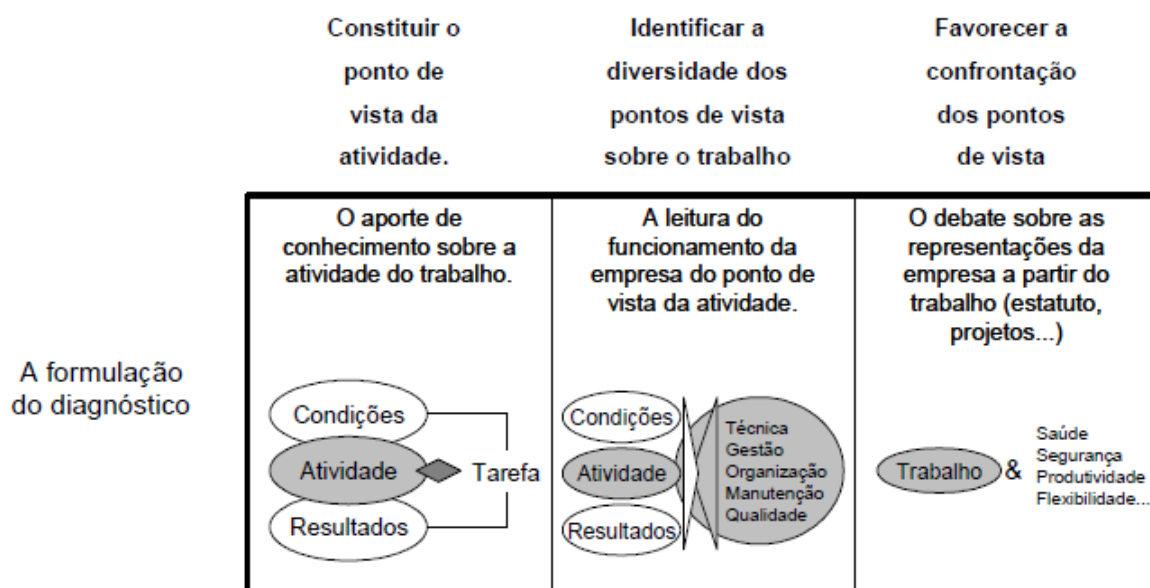 Constituir o
ponto de
vista da
atividade.
Identificar a
diversidade dos
pontos de vista
sobre o trabalho
Favorecer a
confrontação
dos pontos
de vista
O aporte de
conhecimento sobre a
atividade do trabalho.
A leitura do
funcionamento da
empresa do ponto de
vista da atividade.
O debate sobre as
representações da
empresa a partir do
trabalho (estatuto,
projetos...)
A formulação
do diagnóstico
Condições
Atividade
Tarefa
Resultados
Condições
Atividade
Resultados
Técnica
Gestão
Organização
Manutenção
Qualidade
Trabalho
&
Saúde
Segurança
Produtividade
Flexibilidade...